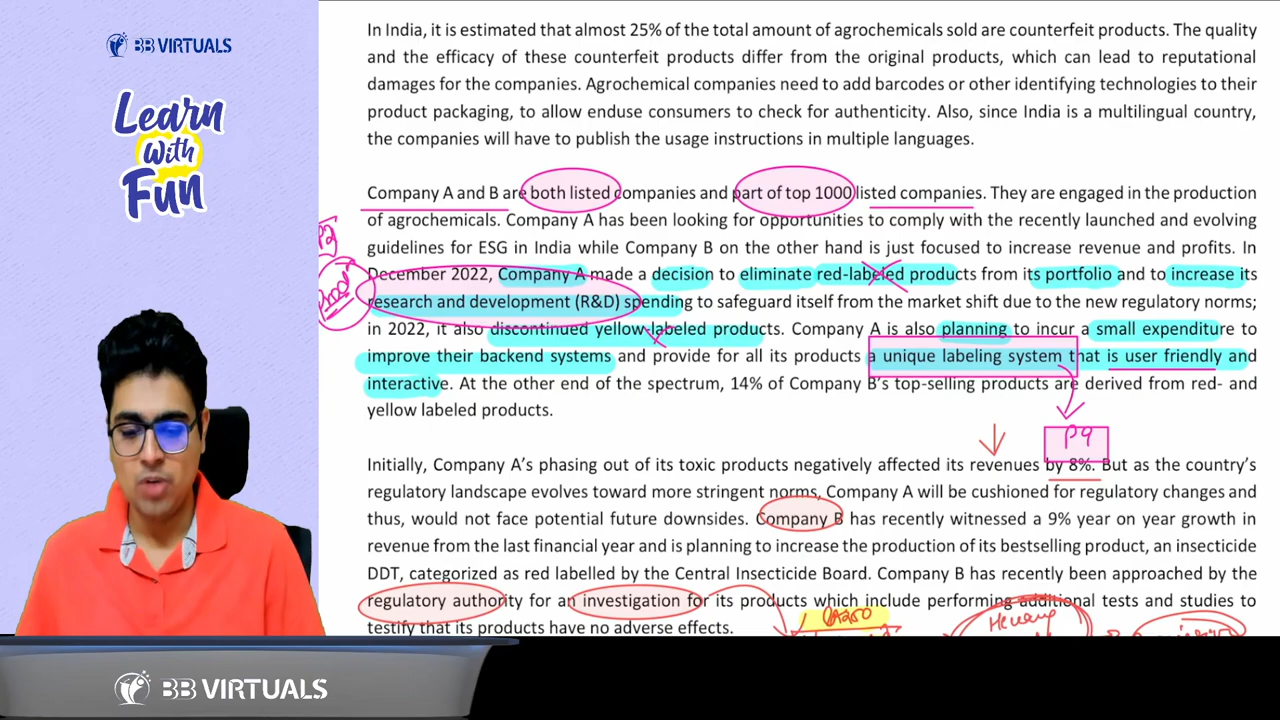 BB VIRTUALS
Learn
With
Fun
In India, it is estimated that almost 25% of the total amount of agrochemicals sold are counterfeit products. The quality
and the efficacy of these counterfeit products differ from the original products, which can lead to reputational
damages for the companies. Agrochemical companies need to add barcodes or other identifying technologies to their
product packaging, to allow enduse consumers to check for authenticity. Also, since India is a multilingual country,
the companies will have to publish the usage instructions in multiple languages.
Company A and B are both listed companies and part of top 1000 listed companies. They are engaged in the production
of agrochemicals. Company A has been looking for opportunities to comply with the recently launched and evolving
guidelines for ESG in India while Company B on the other hand is just focused to increase revenue and profits. In
December 2022, Company A made a decision to eliminate red-labeled products from its portfolio and to increase its
research and development (R&D) spending to safeguard itself from the market shift due to the new regulatory norms;
in 2022, it also discontinued yellow-labeled products. Company A is also planning to incur a small expenditure to
improve their backend systems and provide for all its products a unique labeling system that is user friendly and
interactive. At the other end of the spectrum, 14% of Company B's top-selling products are derived from red- and
yellow labeled products.
P2
P9
Initially, Company A's phasing out of its toxic products negatively affected its revenues by 8%. But as the country's
regulatory landscape evolves toward more stringent norms, Company A will be cushioned for regulatory changes and
thus, would not face potential future downsides. Company B has recently witnessed a 9% year on year growth in
revenue from the last financial year and is planning to increase the production of its bestselling product, an insecticide
DDT, categorized as red labelled by the Central Insecticide Board. Company B has recently been approached by the
regulatory authority for an investigation for its products which include performing additional tests and studies to
testify that its products have no adverse effects.
BB VIRTUALS